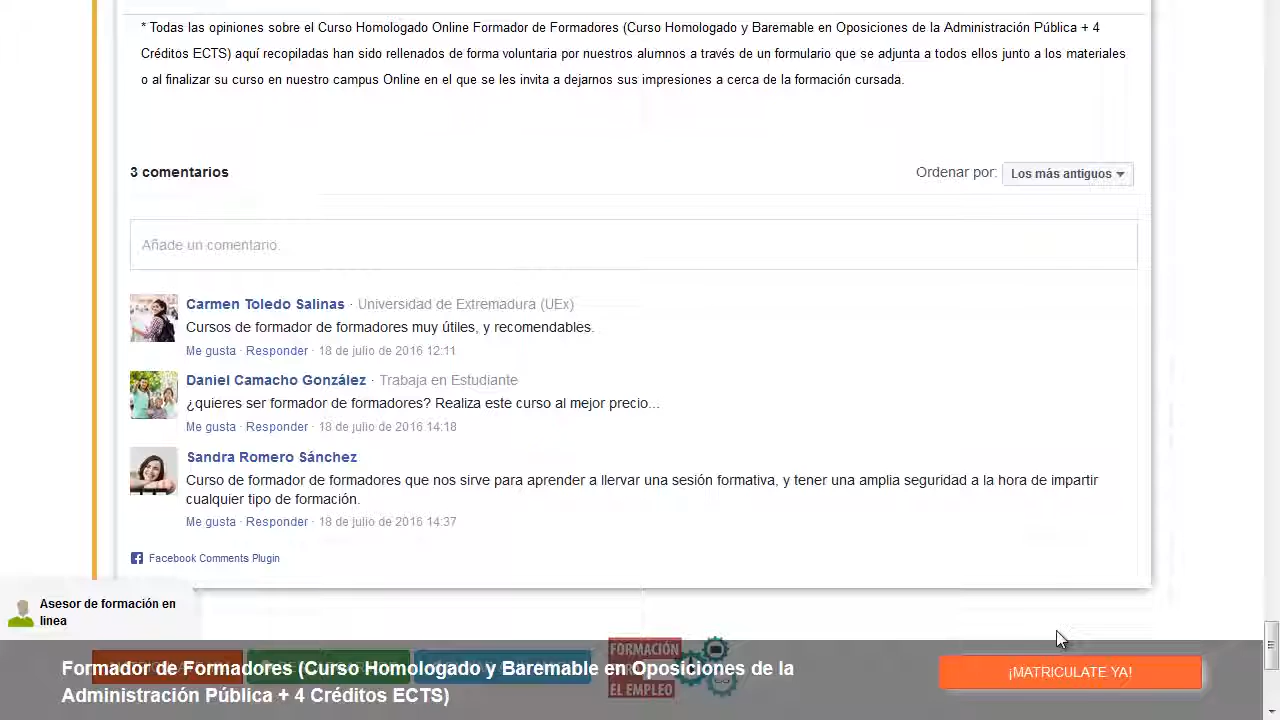 * Todas las opiniones sobre el Curso Homologado Online Formador de Formadores (Curso Homologado y Baremable en Oposiciones de la Administración Pública + 4
Créditos ECTS) aquí recopiladas han sido rellenados de forma voluntaria por nuestros alumnos a través de un formulario que se adjunta a todos ellos junto a los materiales
o al finalizar su curso en nuestro campus Online en el que se les invita a dejarnos sus impresiones a cerca de la formación cursada.
3 comentarios
Ordenar por: Los más antiguos
Añade un comentario.
Carmen Toledo Salinas · Universidad de Extremadura (UEx)
Cursos de formador de formadores muy útiles, y recomendables.
Me gusta · Responder · 18 de julio de 2016 12:11
Daniel Camacho González · Trabaja en Estudiante
¿quieres ser formador de formadores? Realiza este curso al mejor precio...
Me gusta · Responder · 18 de julio de 2016 14:18
Sandra Romero Sánchez
Curso de formador de formadores que nos sirve para aprender a llervar una sesión formativa, y tener una amplia seguridad a la hora de impartir
cualquier tipo de formación.
Me gusta · Responder · 18 de julio de 2016 14:37
Facebook Comments Plugin
Asesor de formación en
linea
FORMACIÓN
EL EMPLEO
Formador de Formadores (Curso Homologado y Baremable en Oposiciones de la
Administración Pública + 4 Créditos ECTS)
¡MATRICULATE YA!